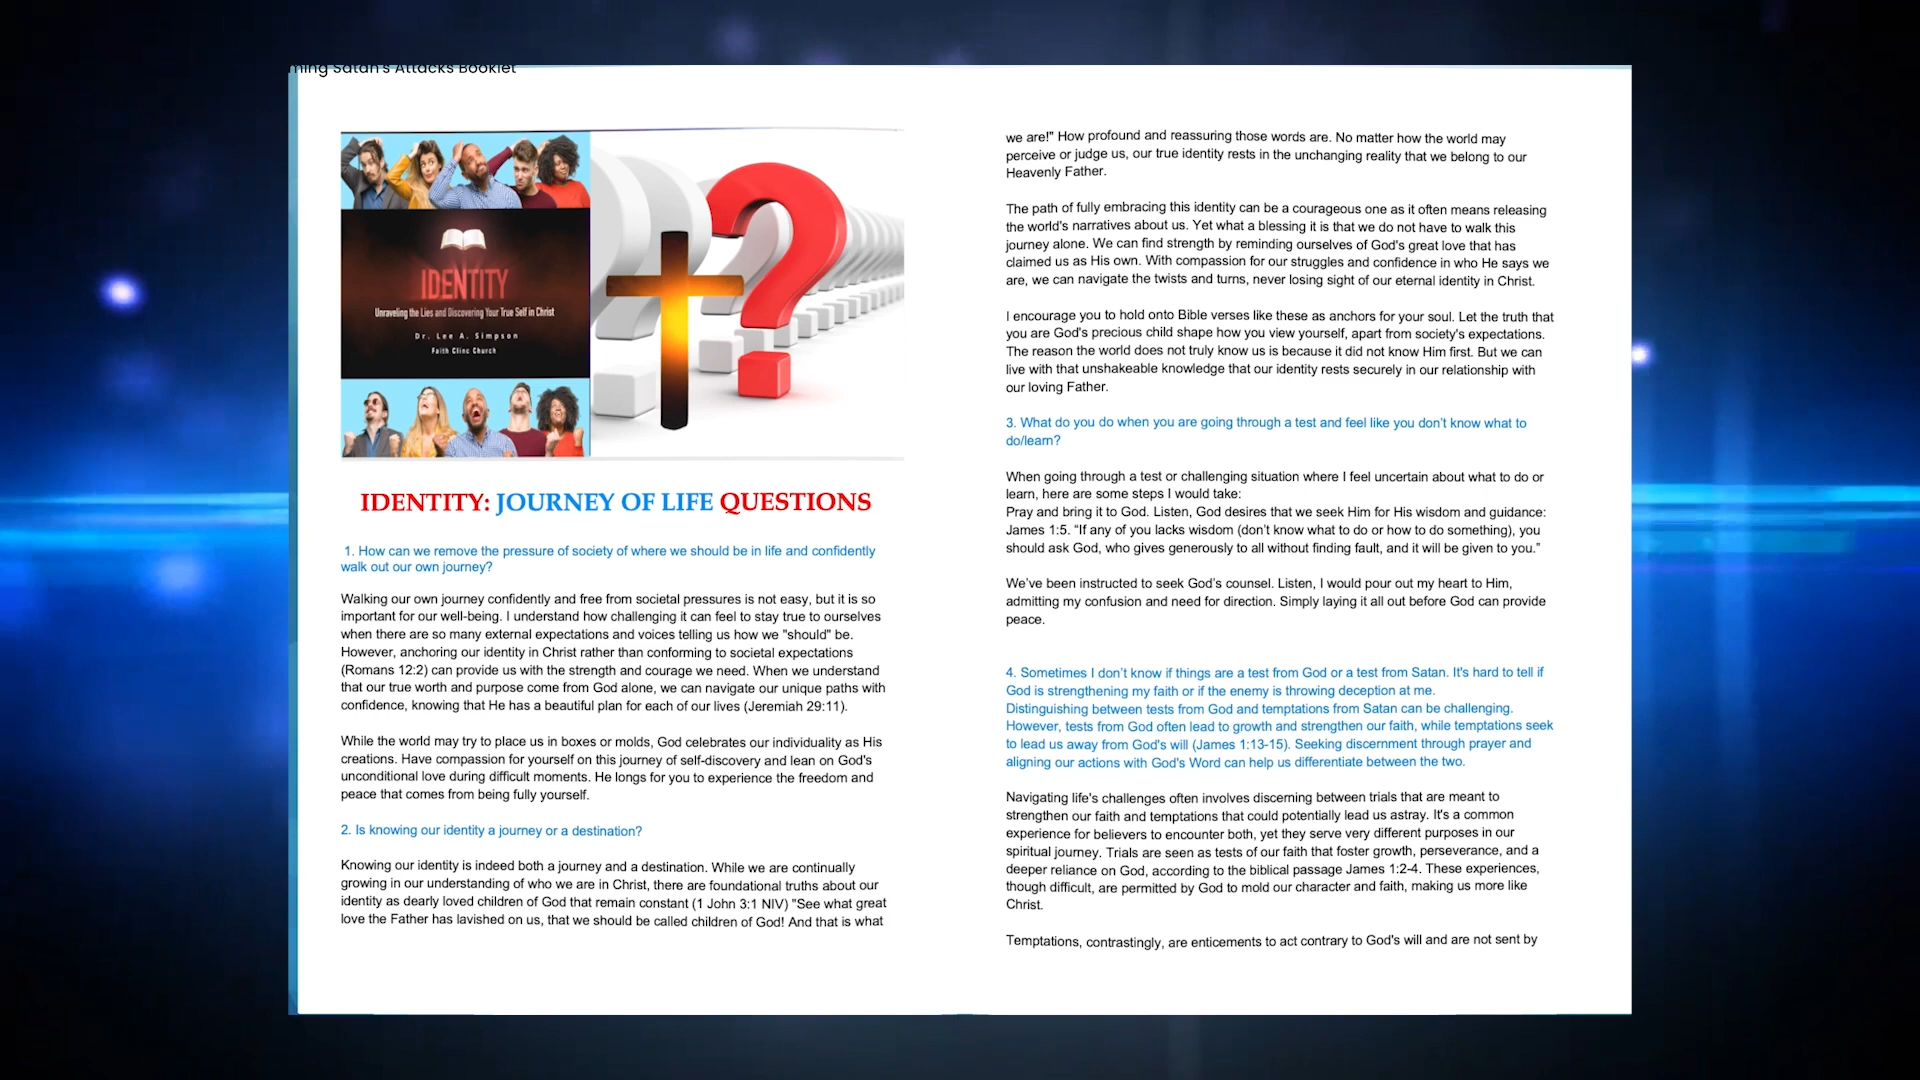 ning Satan's Attacks Booklet
IDENTITY
Unraveling the Lies and Discovering Your True Self in Christ
Dr. Lee A. Simpson
Faith Clinc Church
IDENTITY: JOURNEY OF LIFE QUESTIONS
1. How can we remove the pressure of society of where we should be in life and confidently
walk out our own journey?
Walking our own journey confidently and free from societal pressures is not easy, but it is so
important for our well-being. I understand how challenging it can feel to stay true to ourselves
when there are so many external expectations and voices telling us how we "should" be.
However, anchoring our identity in Christ rather than conforming to societal expectations
(Romans 12:2) can provide us with the strength and courage we need. When we understand
that our true worth and purpose come from God alone, we can navigate our unique paths with
confidence, knowing that He has a beautiful plan for each of our lives (Jeremiah 29:11).
While the world may try to place us in boxes or molds, God celebrates our individuality as His
creations. Have compassion for yourself on this journey of self-discovery and lean on God's
unconditional love during difficult moments. He longs for you to experience the freedom and
peace that comes from being fully yourself.
2. Is knowing our identity a journey or a destination?
Knowing our identity is indeed both a journey and a destination. While we are continually
growing in our understanding of who we are in Christ, there are foundational truths about our
identity as dearly loved children of God that remain constant (1 John 3:1 NIV) "See what great
love the Father has lavished on us, that we should be called children of God! And that is what
we are!" How profound and reassuring those words are. No matter how the world may
perceive or judge us, our true identity rests in the unchanging reality that we belong to our
Heavenly Father.
The path of fully embracing this identity can be a courageous one as it often means releasing
the world's narratives about us. Yet what a blessing it is that we do not have to walk this
journey alone. We can find strength by reminding ourselves of God's great love that has
claimed us as His own. With compassion for our struggles and confidence in who He says we
are, we can navigate the twists and turns, never losing sight of our eternal identity in Christ.
I encourage you to hold onto Bible verses like these as anchors for your soul. Let the truth that
you are God's precious child shape how you view yourself, apart from society's expectations.
The reason the world does not truly know us is because it did not know Him first. But we can
live with that unshakeable knowledge that our identity rests securely in our relationship with
our loving Father.
3. What do you do when you are going through a test and feel like you don't know what to
do/learn?
When going through a test or challenging situation where I feel uncertain about what to do or
learn, here are some steps I would take:
Pray and bring it to God. Listen, God desires that we seek Him for His wisdom and guidance:
James 1:5. “If any of you lacks wisdom (don't know what to do or how to do something), you
should ask God, who gives generously to all without finding fault, and it will be given to you.”
We've been instructed to seek God's counsel. Listen, I would pour out my heart to Him,
admitting my confusion and need for direction. Simply laying it all out before God can provide
peace.
4. Sometimes I don't know if things are a test from God or a test from Satan. It's hard to tell if
God is strengthening my faith or if the enemy is throwing deception at me.
Distinguishing between tests from God and temptations from Satan can be challenging.
However, tests from God often lead to growth and strengthen our faith, while temptations seek
to lead us away from God's will (James 1:13-15). Seeking discernment through prayer and
aligning our actions with God's Word can help us differentiate between the two.
Navigating life's challenges often involves discerning between trials that are meant to
strengthen our faith and temptations that could potentially lead us astray. It's a common
experience for believers to encounter both, yet they serve very different purposes in our
spiritual journey. Trials are seen as tests of our faith that foster growth, perseverance, and a
deeper reliance on God, according to the biblical passage James 1:2-4. These experiences,
though difficult, are permitted by God to mold our character and faith, making us more like
Christ.
Temptations, contrastingly, are enticements to act contrary to God's will and are not sent by